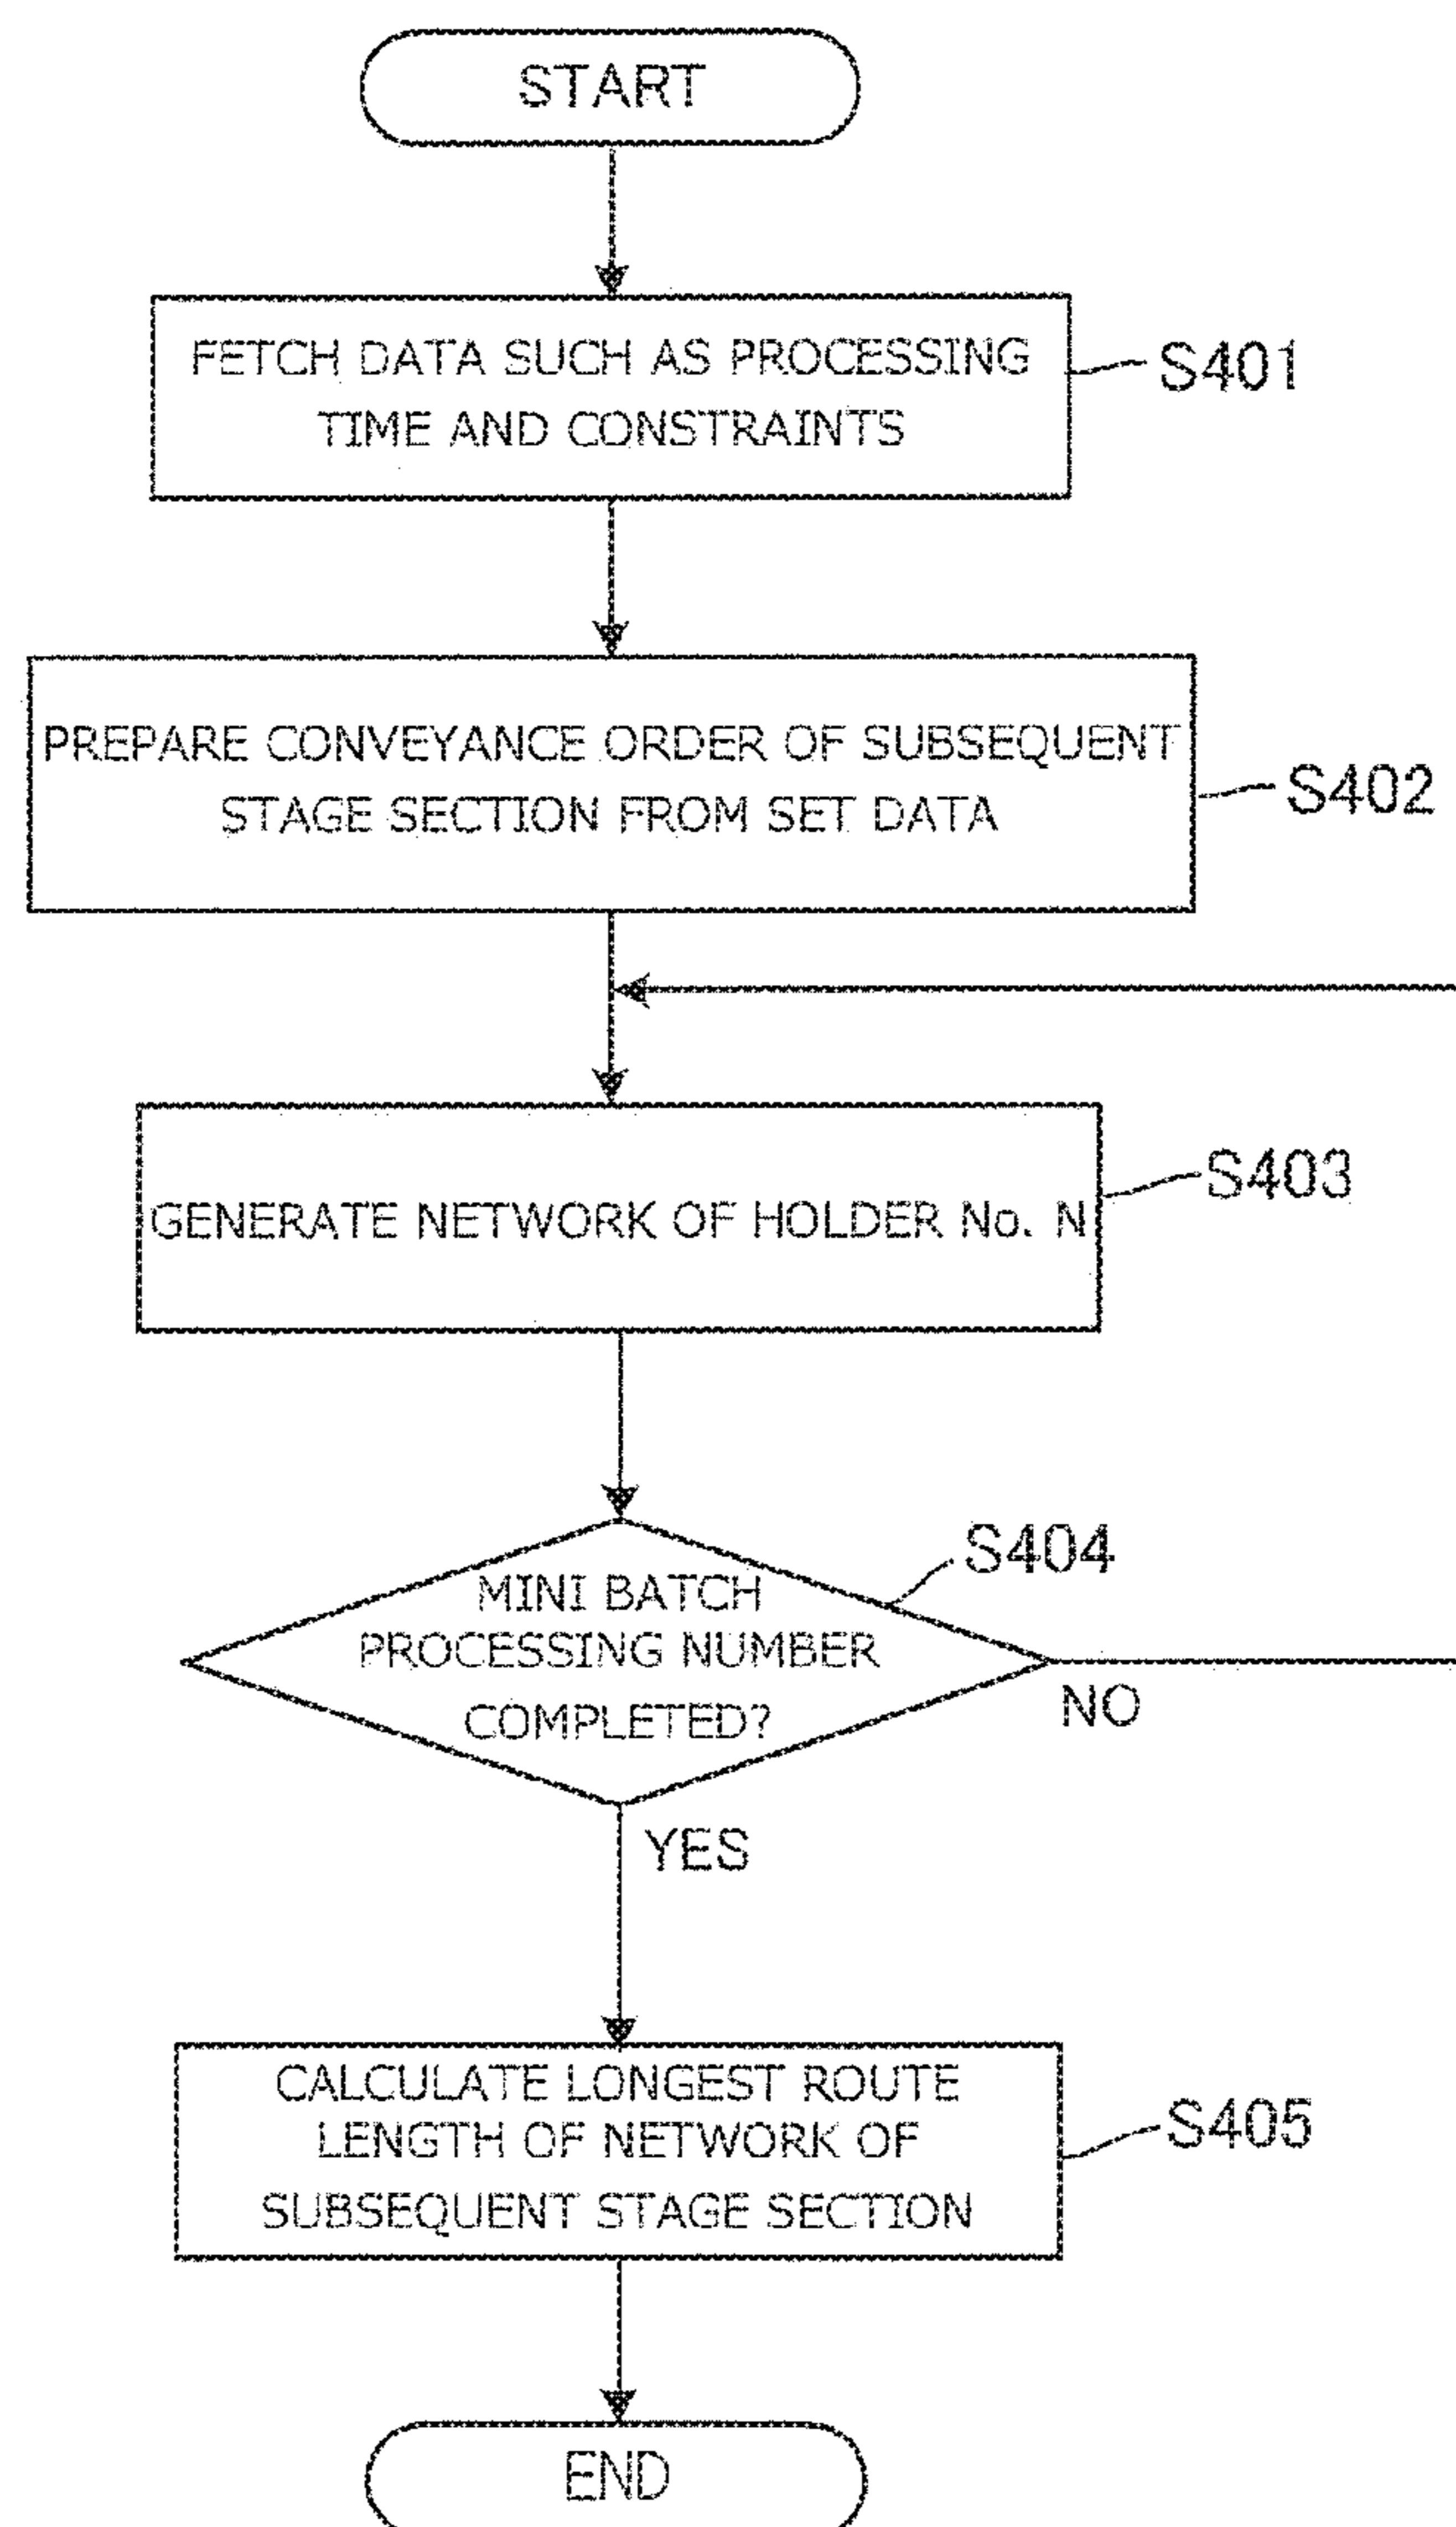 START
FETCH DATA SUCH AS PROCESSING
TIME AND CONSTRAINTS
S401
PREPARE CONVEYANCE ORDER OF SUBSEQUENT
STAGE SECTION FROM SET DATA
S402
GENERATE NETWORK OF HOLDER No. N
S403
MINI BATCH
PROCESSING NUMBER
COMPLETED?
S404
NO
YES
CALCULATE LONGEST ROUTE
LENGTH OF NETWORK OF
SUBSEQUENT STAGE SECTION
S405
END